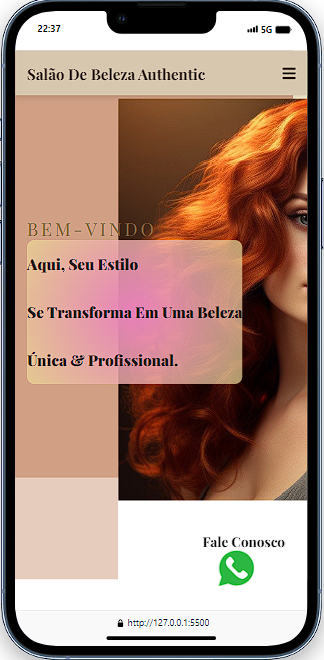 22:37
5G
Salão De Beleza Authentic
BEM-VINDO
Aqui, Seu Estilo
Se Transforma Em Uma Beleza
Única & Profissional.
Fale Conosco
http://127.0.0.1:5500